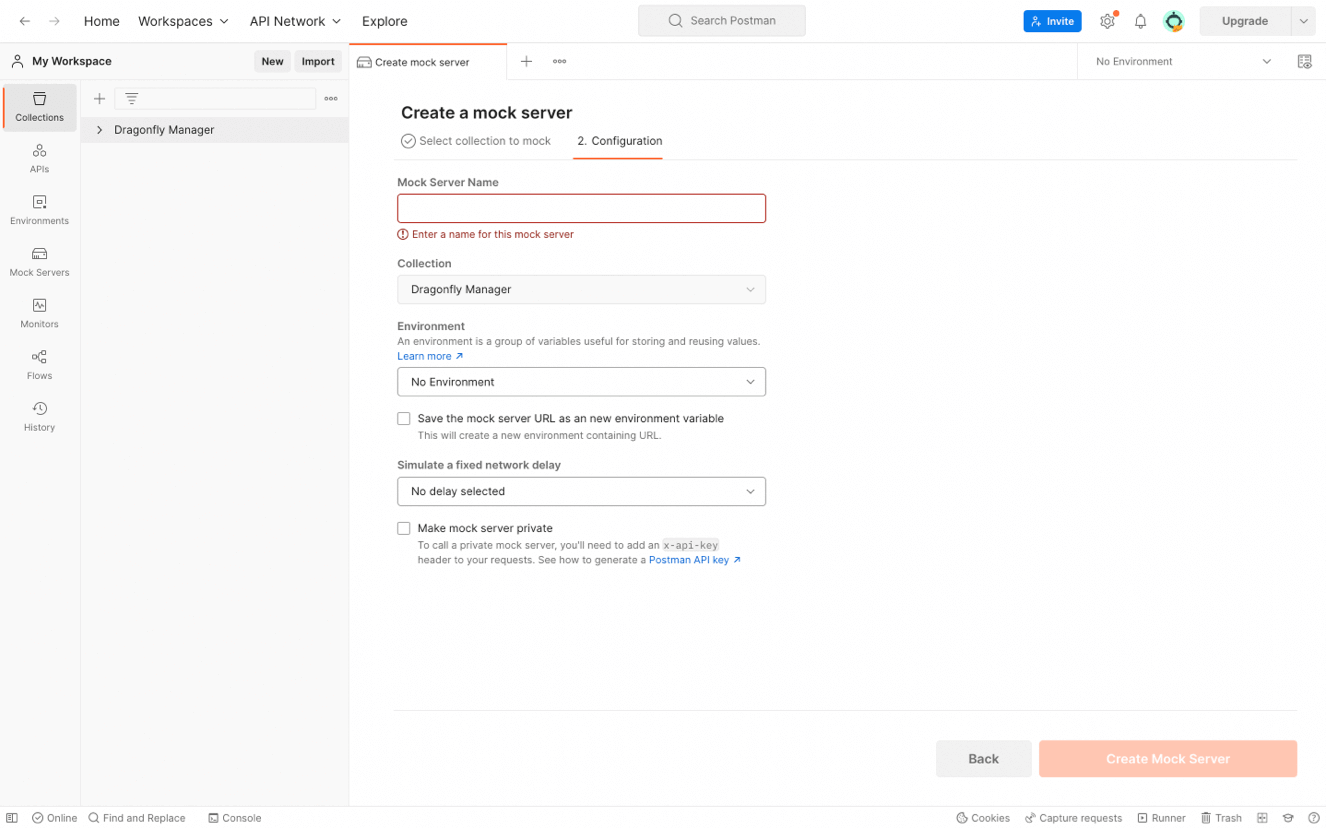 Home
Workspaces
API Network
Explore
Search Postman
Invite
Upgrade
My Workspace
New
Import
Create mock server
No Environment
Collections
APIs
Environments
Mock Servers
Monitors
Flows
History
Dragonfly Manager
Create a mock server
Select collection to mock
2. Configuration
Mock Server Name
Enter a name for this mock server
Collection
Dragonfly Manager
Environment
An environment is a group of variables useful for storing and reusing values.
Learn more ↗
No Environment
Save the mock server URL as an new environment variable
This will create a new environment containing URL.
Simulate a fixed network delay
No delay selected
Make mock server private
To call a private mock server, you'll need to add an x-api-key
header to your requests. See how to generate a Postman API key ↗
Back
Create Mock Server
Online
Find and Replace
Console
Cookies
Capture requests
Runner
Trash